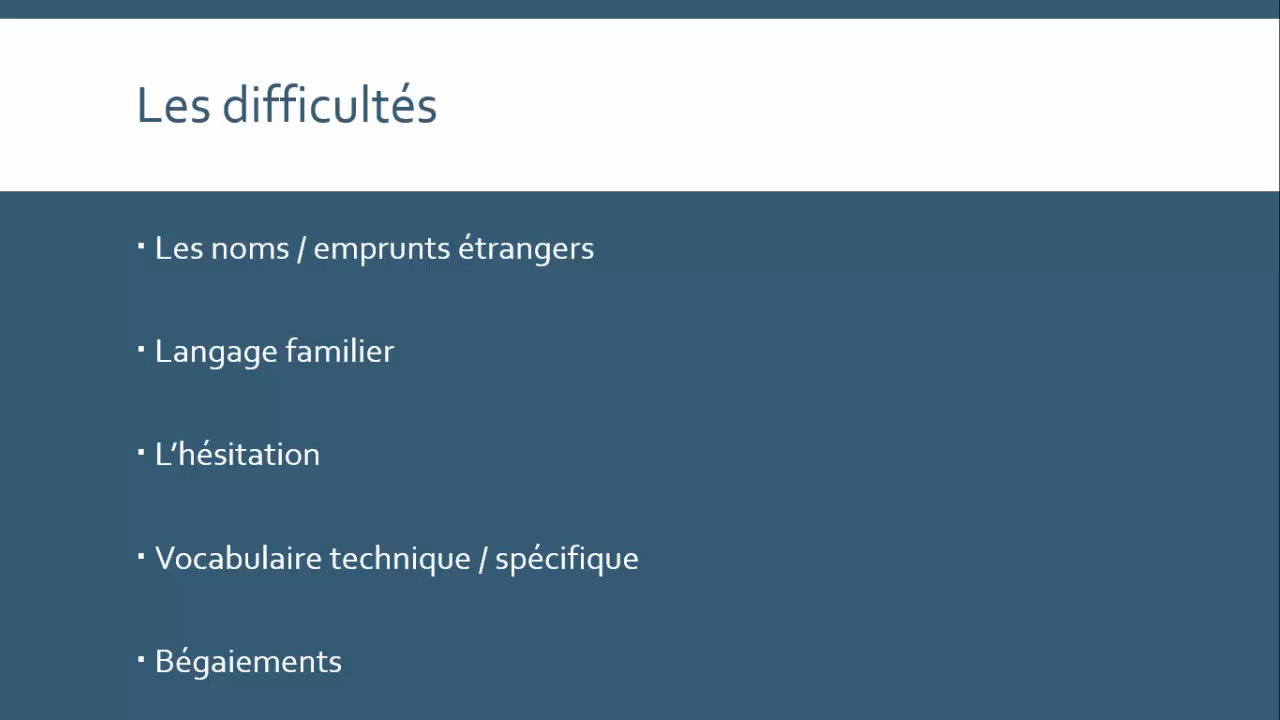 Les difficultés
▪ Les noms / emprunts étrangers
▪ Langage familier
▪ L’hésitation
▪ Vocabulaire technique / spécifique
▪ Bégaiements